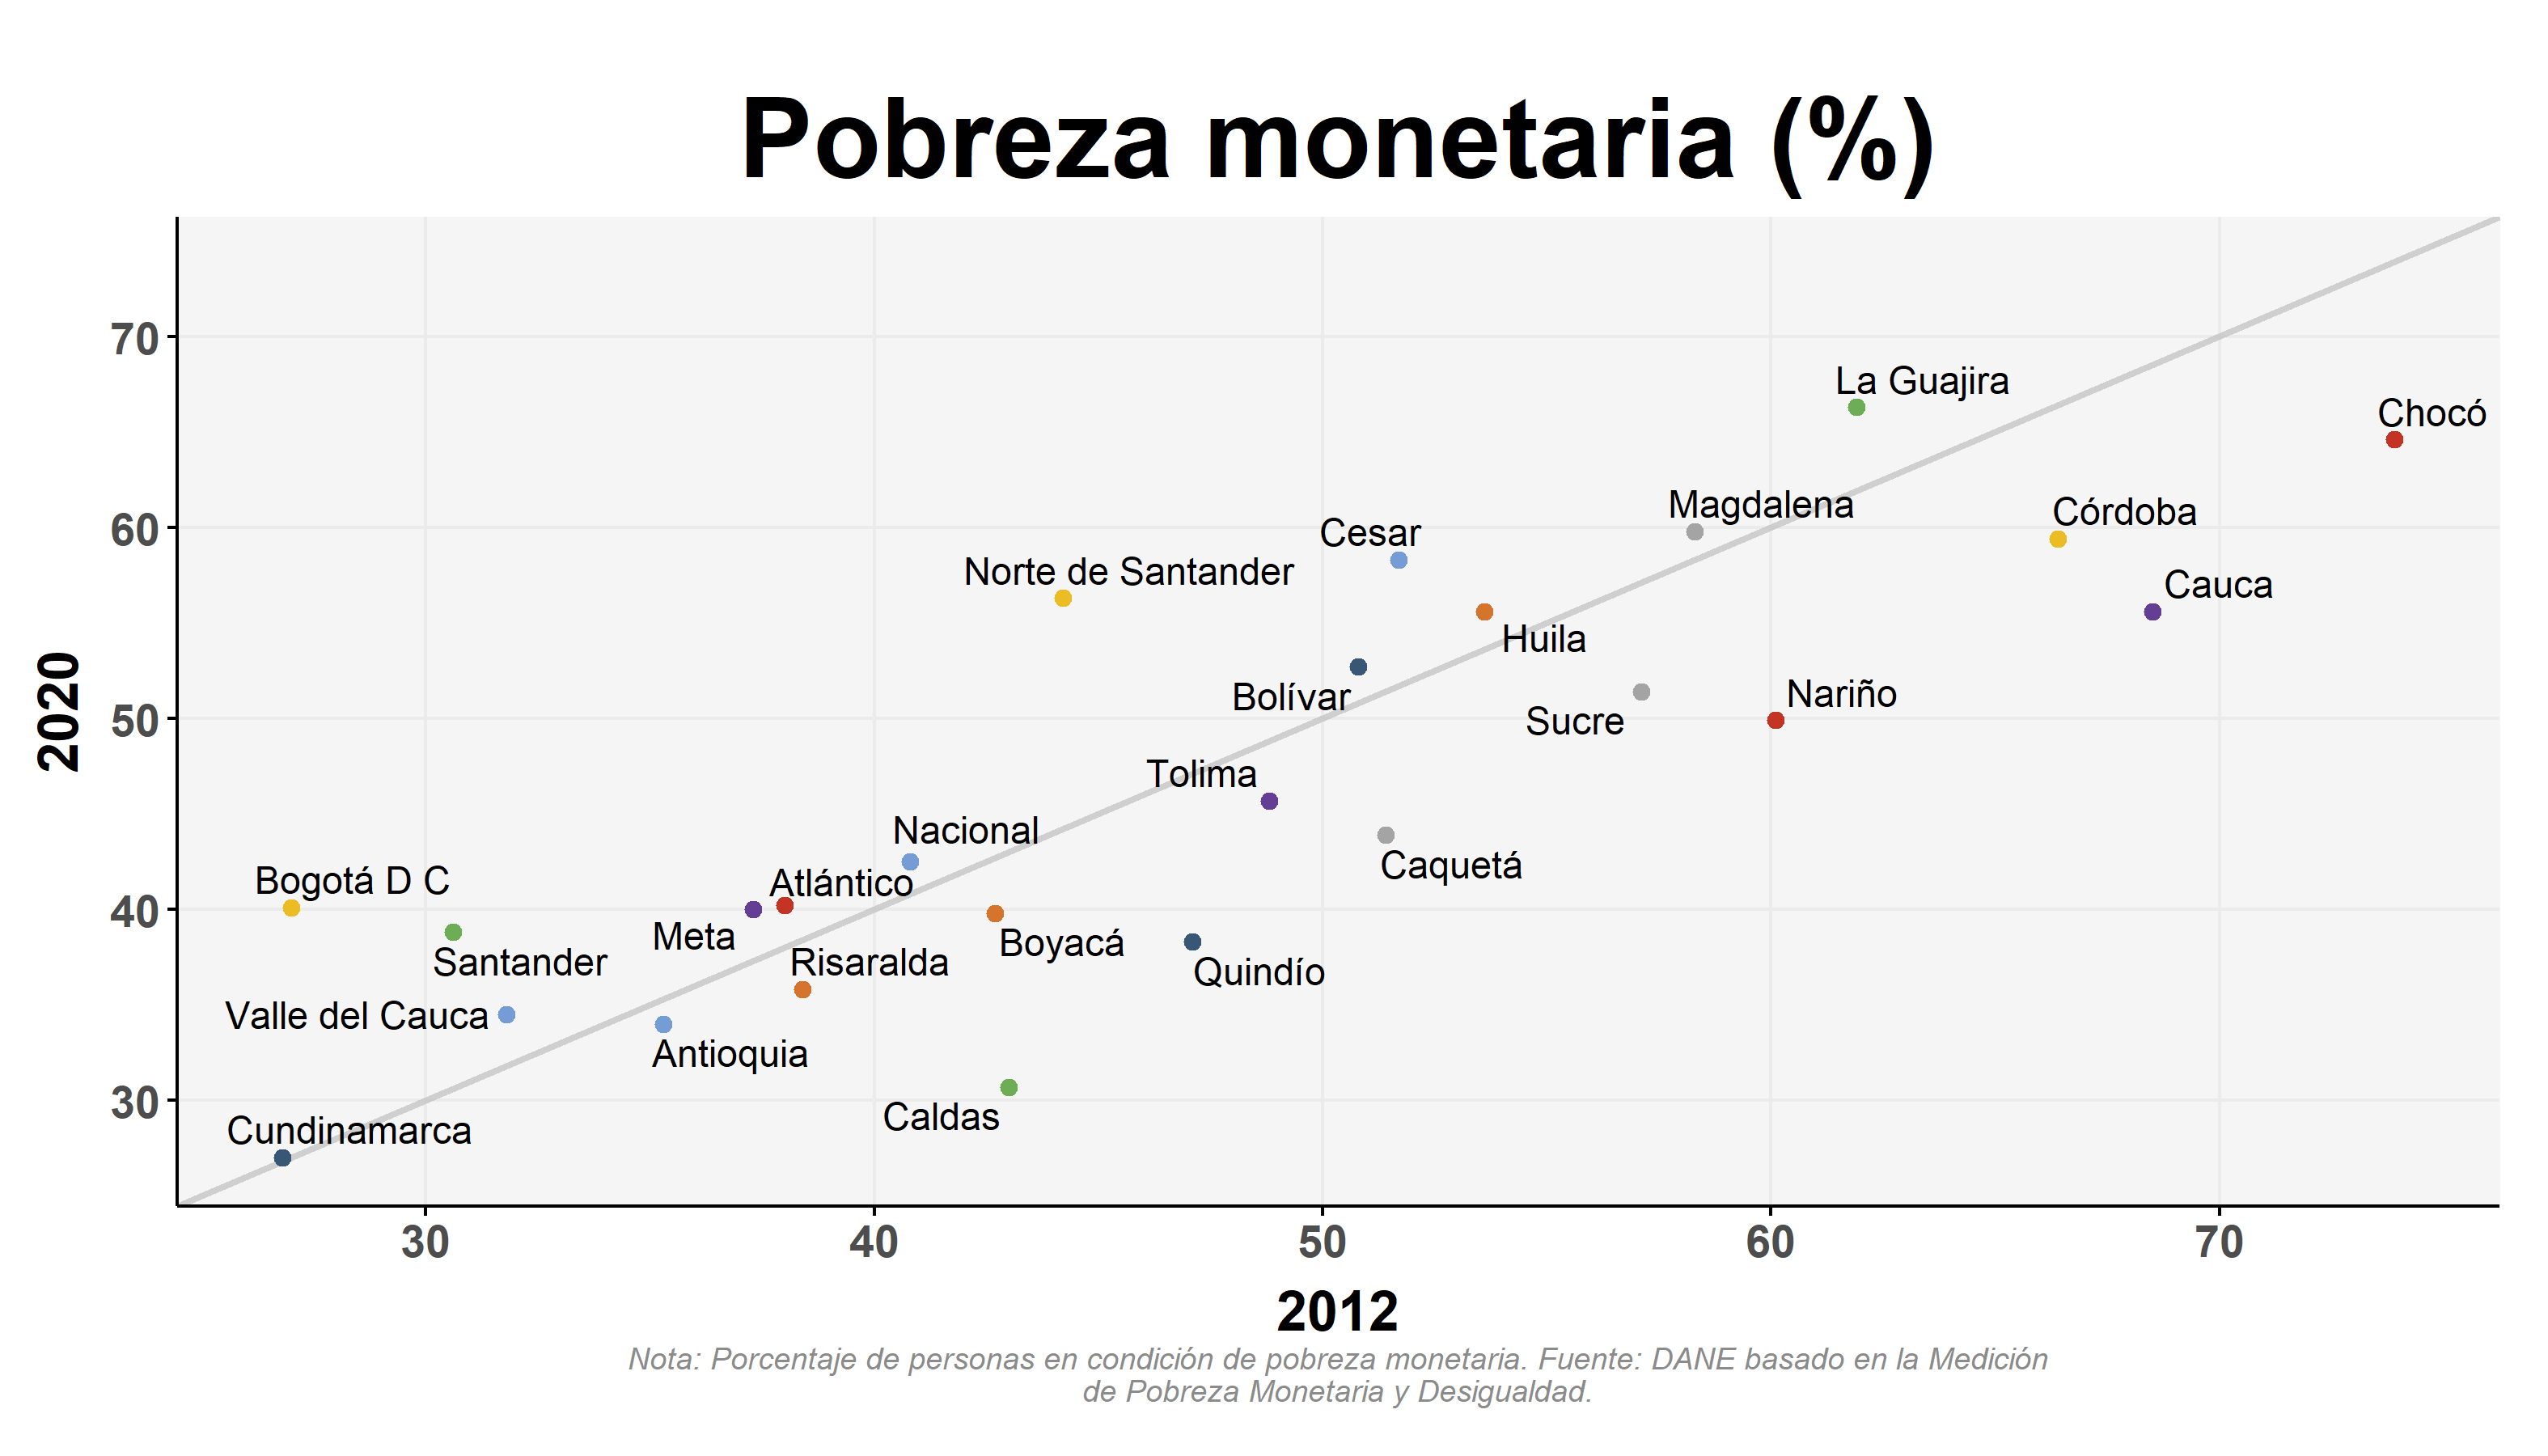 Pobreza monetaria (%)
2020
70
60
50
40
30
La Guajira
Chocó
Magdalena
Córdoba
Cesar
Norte de Santander
Cauca
Huila
Bolívar
Nariño
Sucre
Tolima
Nacional
Caquetá
Bogotá D C
Atlántico
Meta
Boyacá
Santander
Risaralda
Quindío
Valle del Cauca
Antioquia
Caldas
Cundinamarca
30
40
50
60
70
2012
Nota: Porcentaje de personas en condición de pobreza monetaria. Fuente: DANE basado en la Medición
de Pobreza Monetaria y Desigualdad.